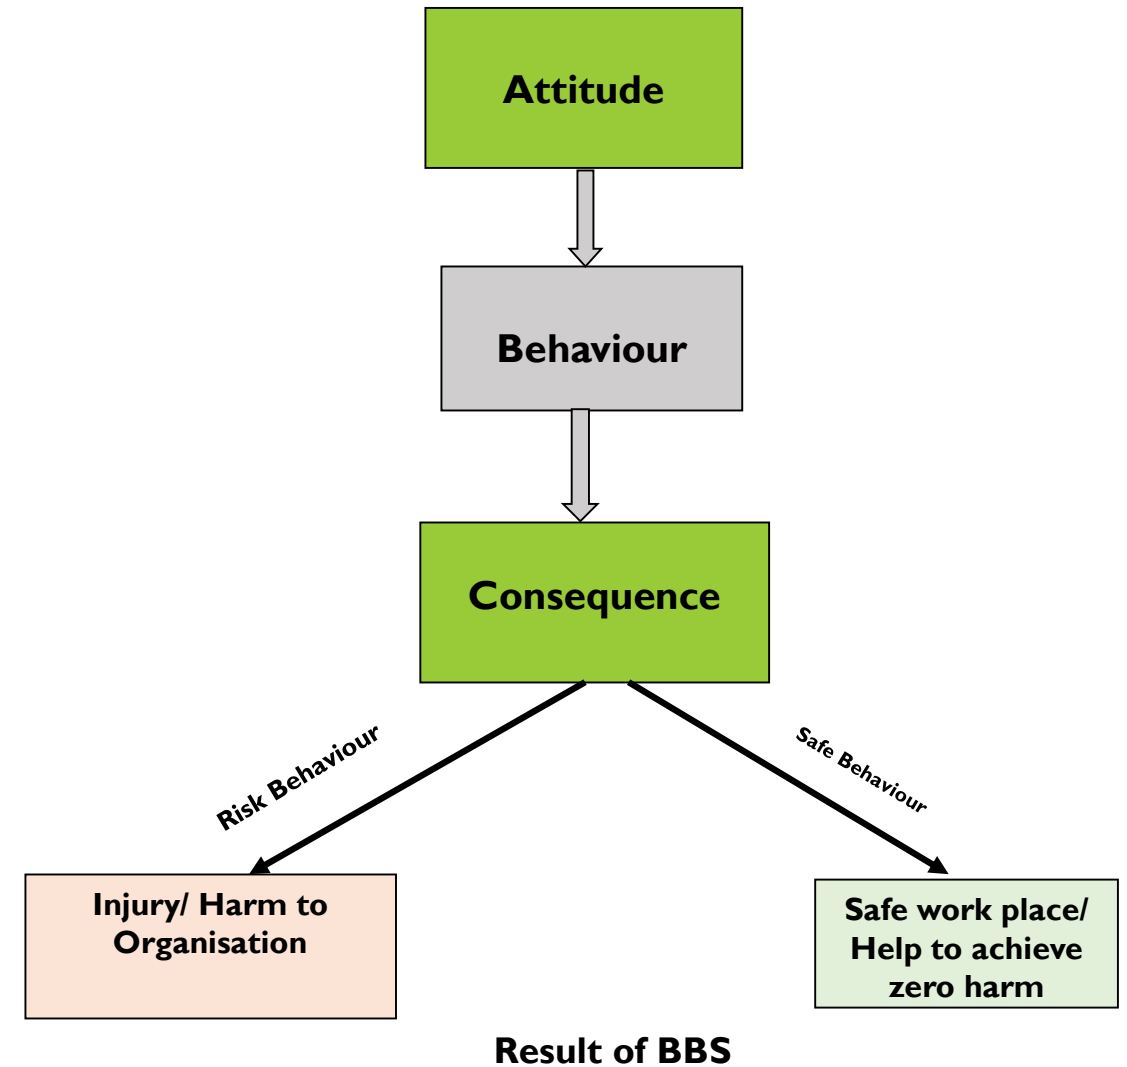 Attitude
Behaviour
Consequence
Risk Behaviour
Safe Behaviour
Injury/ Harm to
Organisation
Safe work place/
Help to achieve
zero harm
Result of BBS